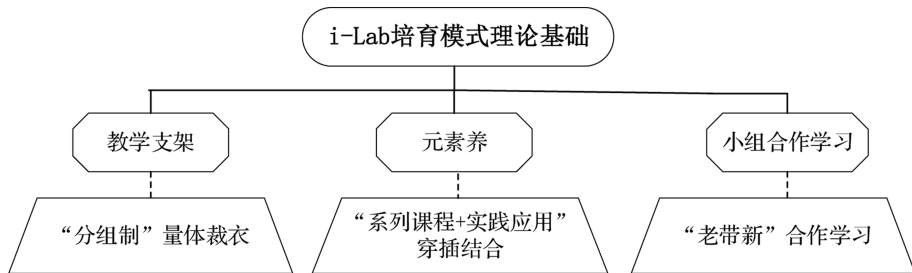 i-Lab培育模式理论基础
教学支架
元素养
小组合作学习
“分组制”量体裁衣
“系列课程+实践应用”
穿插结合
“老带新”合作学习